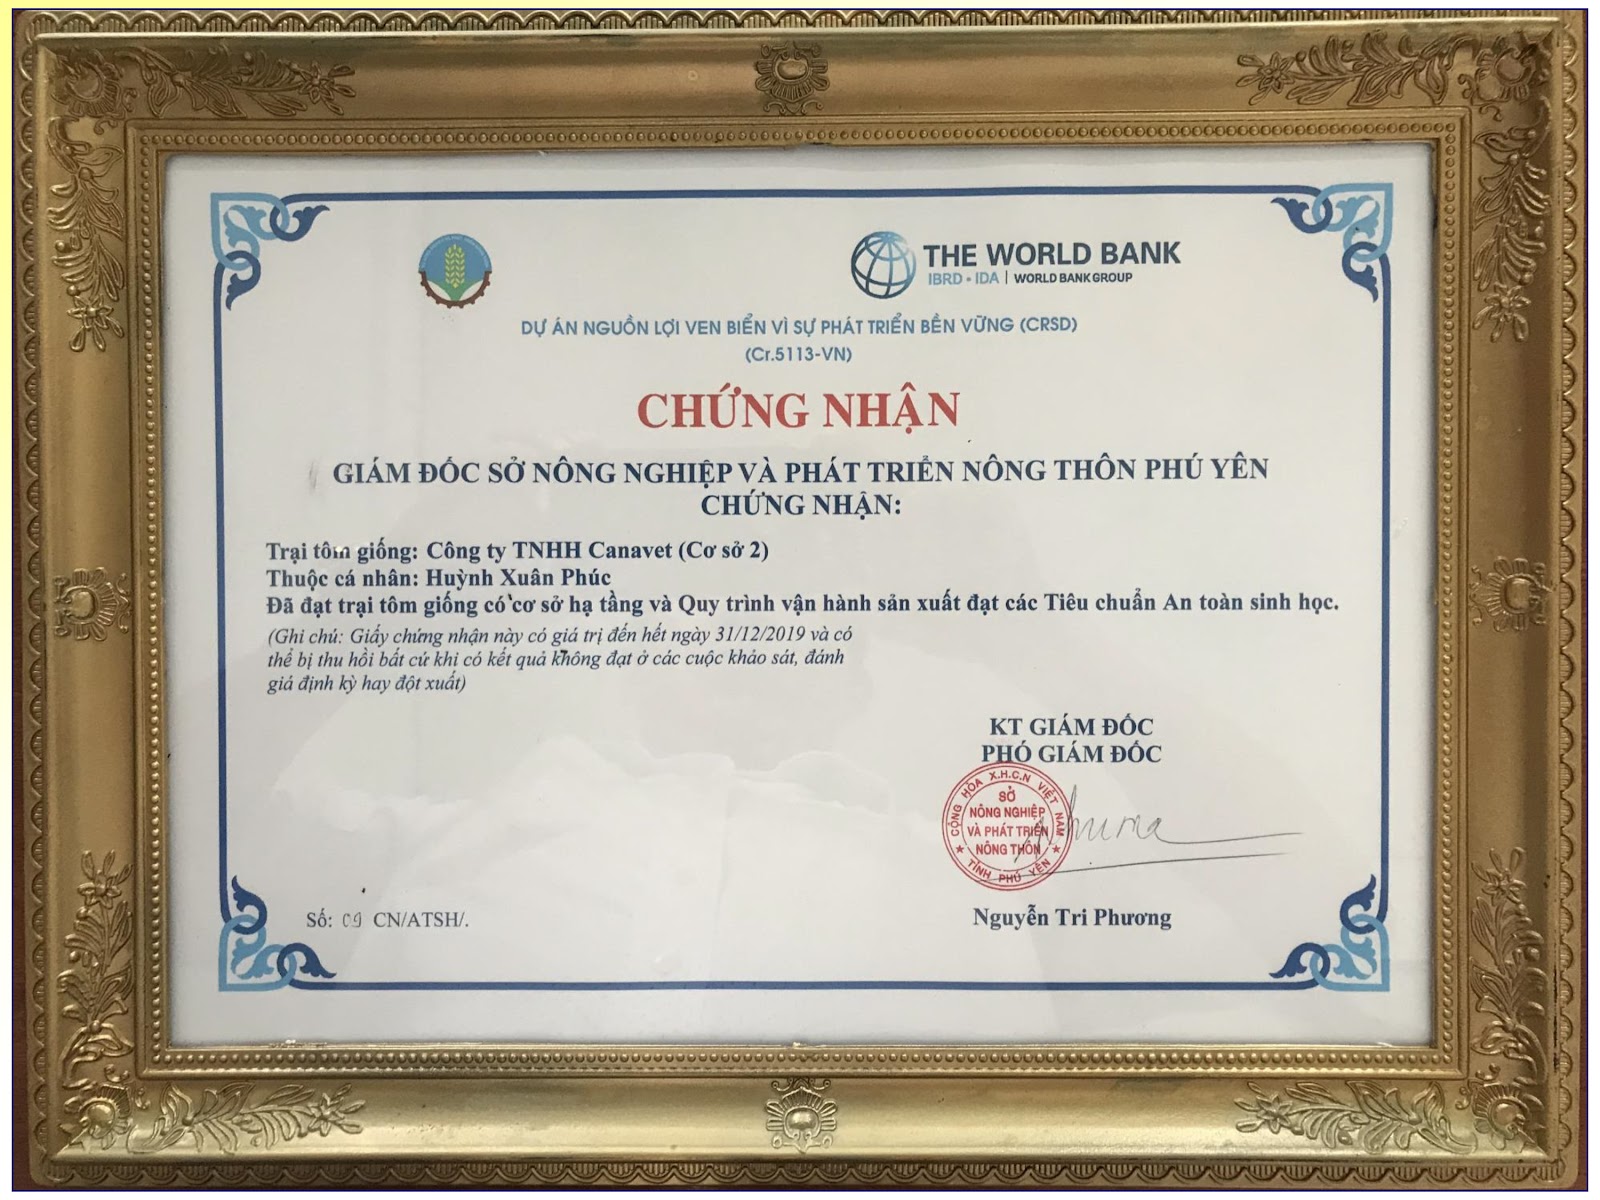 THE WORLD BANK
IBRD • IDA | WORLD BANK GROUP
DỰ ÁN NGUỒN LỢI VEN BIỂN VÌ SỰ PHÁT TRIỂN BỀN VỮNG (CRSD)
(Cr.5113-VN)
CHỨNG NHẬN
GIÁM ĐỐC SỞ NÔNG NGHIỆP VÀ PHÁT TRIỂN NÔNG THÔN PHÚ YÊN
CHỨNG NHẬN:
Trại tôm giống: Công ty TNHH Canavet (Cơ sở 2)
Thuộc cá nhân: Huỳnh Xuân Phúc
Đã đạt trại tôm giống có cơ sở hạ tầng và Quy trình vận hành sản xuất đạt các Tiêu chuẩn An toàn sinh học.
(Ghi chú: Giấy chứng nhận này có giá trị đến hết ngày 31/12/2019 và có
thể bị thu hồi bất cứ khi có kết quả không đạt ở các cuộc khảo sát, đánh
giá định kỳ hay đột xuất)
KT GIÁM ĐỐC
PHÓ GIÁM ĐỐC
CỘNG HÒA X.H.C.N VIỆT NAM
SỞ
NÔNG NGHIỆP
VÀ PHÁT TRIỂN
NÔNG THÔN
★ TỈNH PHÚ YÊN ★
Số: 09 CN/ATSH/.
Nguyễn Tri Phương